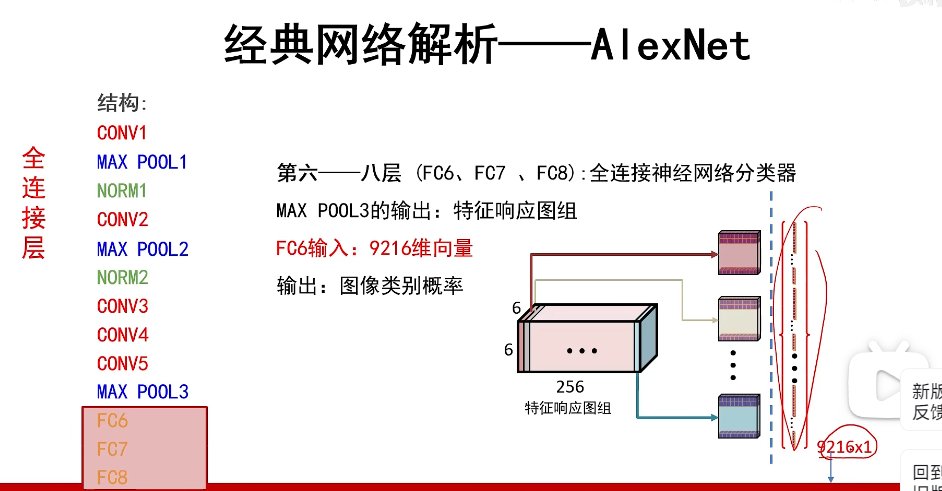 经典网络解析——AlexNet
全连接层
结构:
CONV1
MAX POOL1
NORM1
CONV2
MAX POOL2
NORM2
CONV3
CONV4
CONV5
MAX POOL3
FC6
FC7
FC8
第六——八层 (FC6、FC7 、FC8):全连接神经网络分类器
MAX POOL3的输出: 特征响应图组
FC6输入: 9216维向量
输出: 图像类别概率
6
6
256
特征响应图组
9216x1
新版
反馈
回到